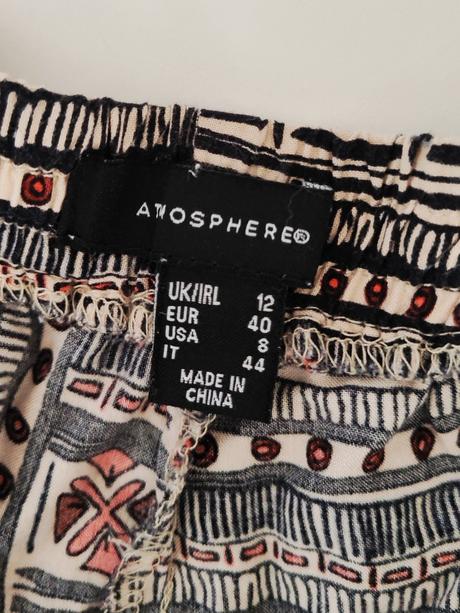 ATMOSPHERE®
UK/IRL 12
EUR 40
USA 8
IT 44
MADE IN
CHINA